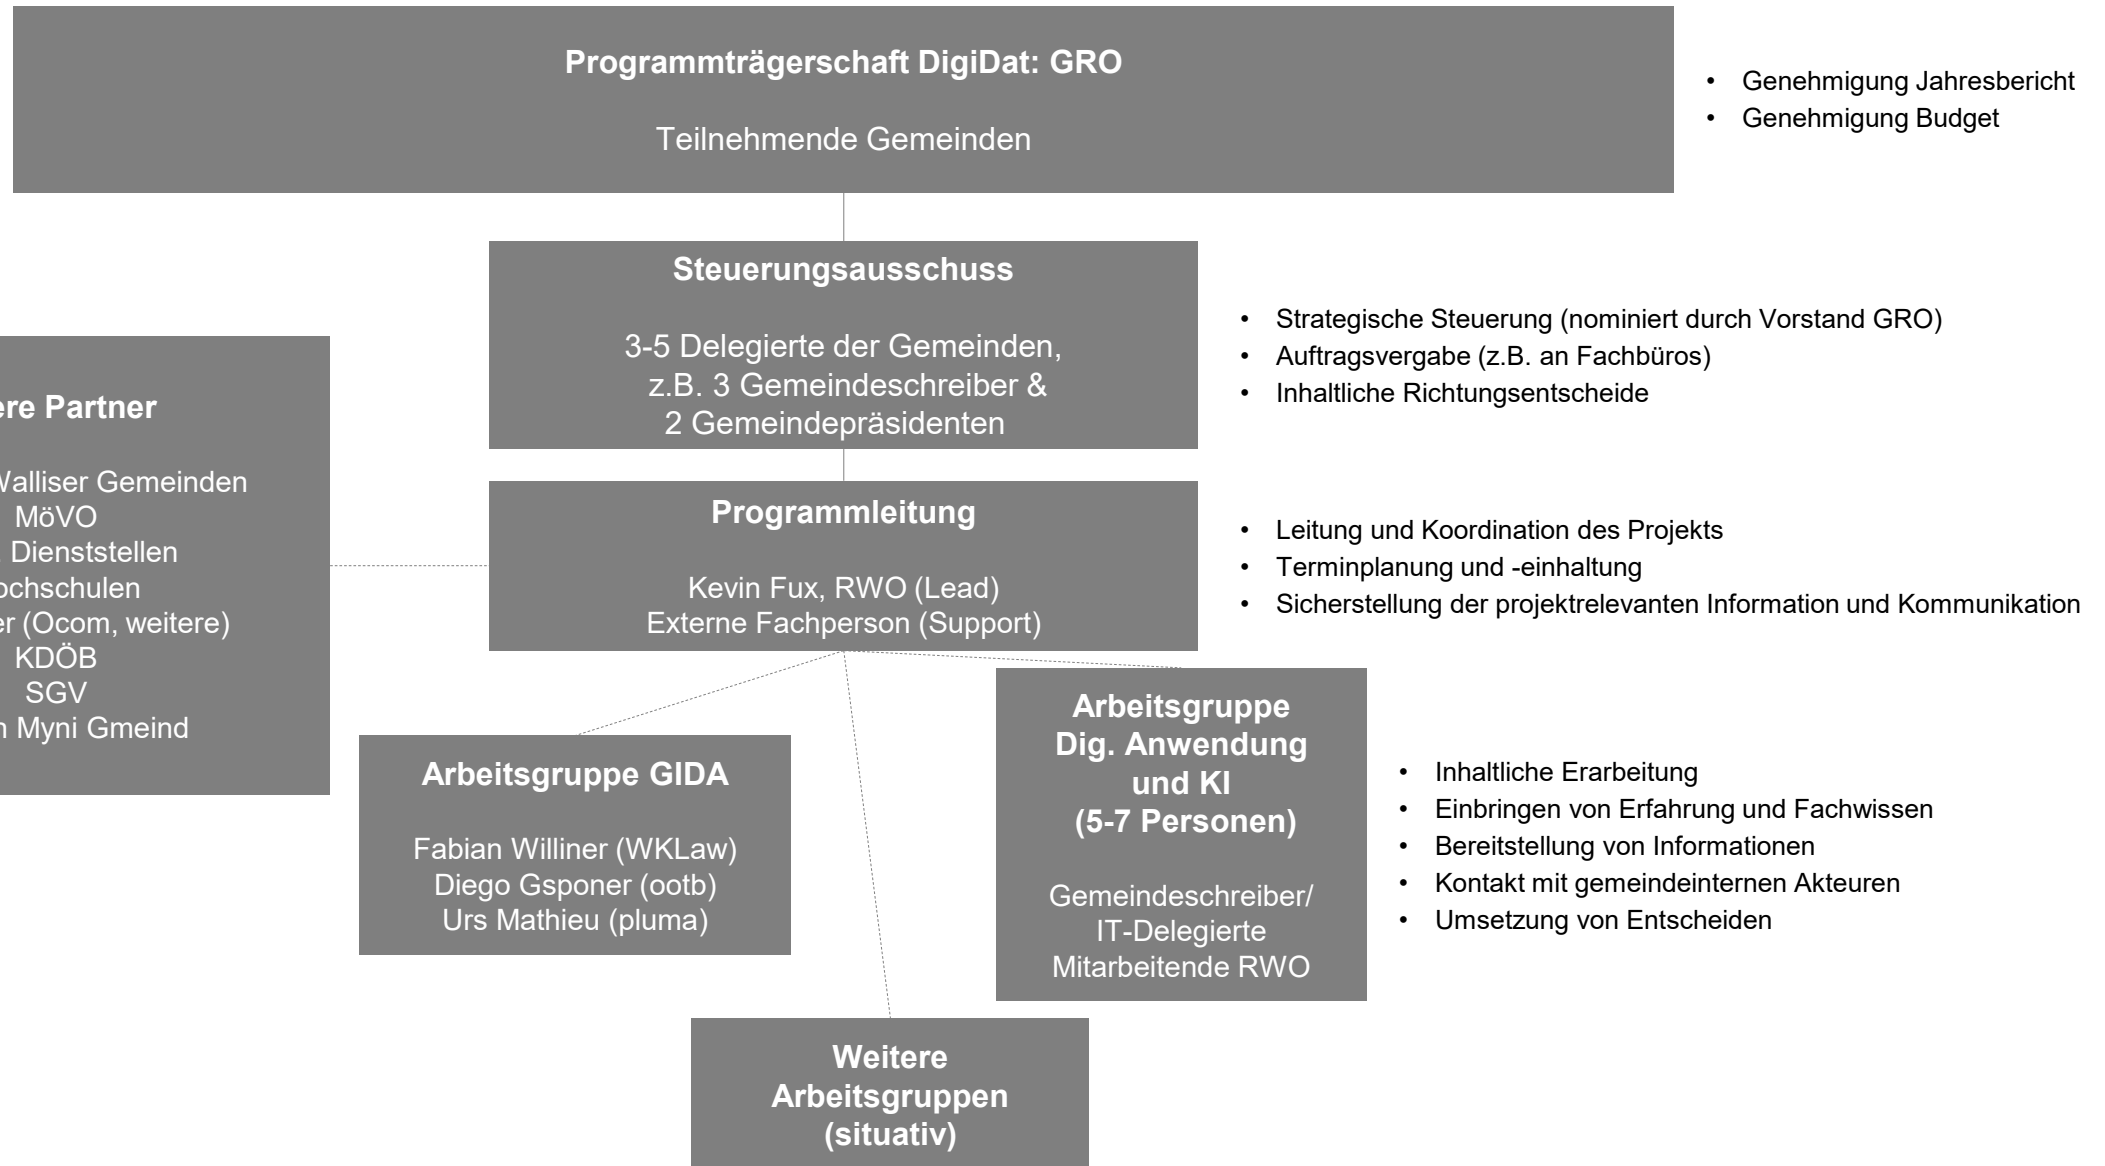 Programmträgerschaft DigiDat: GRO
Teilnehmende Gemeinden
• Genehmigung Jahresbericht
• Genehmigung Budget
Steuerungsausschuss
3-5 Delegierte der Gemeinden,
z.B. 3 Gemeindeschreiber &
2 Gemeindepräsidenten
• Strategische Steuerung (nominiert durch Vorstand GRO)
• Auftragsvergabe (z.B. an Fachbüros)
• Inhaltliche Richtungsentscheide
Partner
Walliser Gemeinden
MöVO
Dienststellen
(Ocom, weitere)
KDÖB
SGV
Myni Gmeind
Programmleitung
Kevin Fux, RWO (Lead)
Externe Fachperson (Support)
• Leitung und Koordination des Projekts
• Terminplanung und -einhaltung
• Sicherstellung der projektrelevanten Information und Kommunikation
Arbeitsgruppe GIDA
Fabian Williner (WKLaw)
Diego Gsponer (ootb)
Urs Mathieu (pluma)
Arbeitsgruppe
Dig. Anwendung
und KI
(5-7 Personen)
Gemeindeschreiber/
IT-Delegierte
Mitarbeitende RWO
• Inhaltliche Erarbeitung
• Einbringen von Erfahrung und Fachwissen
• Bereitstellung von Informationen
• Kontakt mit gemeindeinternen Akteuren
• Umsetzung von Entscheiden
Weitere
Arbeitsgruppen
(situativ)